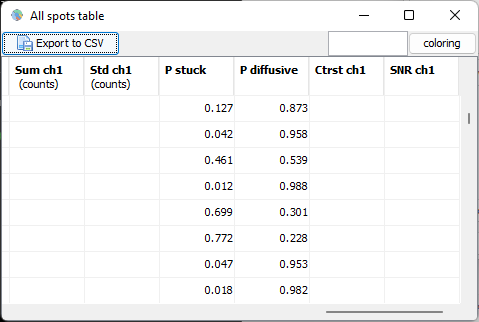 All spots table
Export to CSV coloring
Sum ch1 Std ch1 P stuck P diffusive Ctrst ch1 SNR ch1
(counts) (counts)
0.127 0.873
0.042 0.958
0.461 0.539
0.012 0.988
0.699 0.301
0.772 0.228
0.047 0.953
0.018 0.982